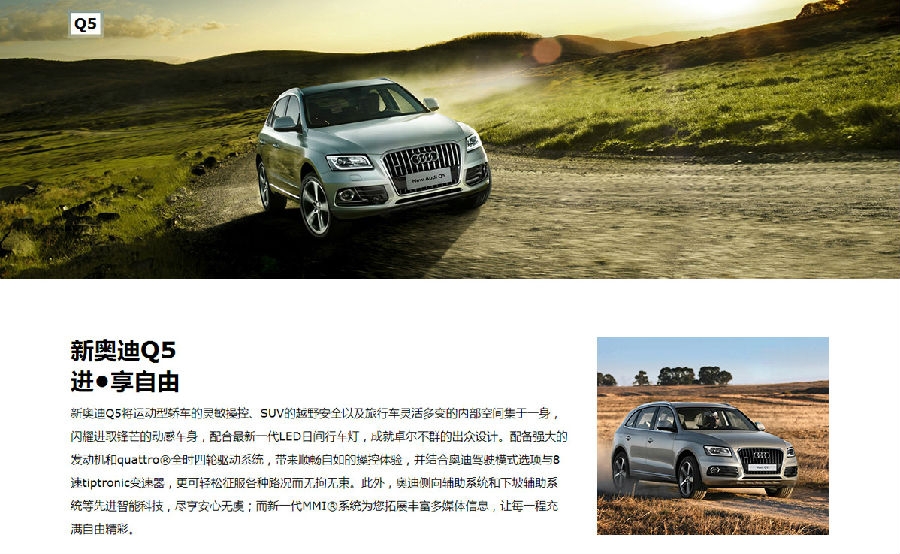 Q5
New Audi Q5
新奥迪Q5
进●享自由
新奥迪Q5将运动型轿车的灵敏操控、SUV的越野安全以及旅行车灵活多变的内部空间集于一身，
闪耀进取锋芒的动感车身，配合最新一代LED日间行车灯，成就卓尔不群的出众设计。配备强大的
发动机和quattro®全时四轮驱动系统，带来顺畅自如的操控体验，并结合奥迪驾驶模式选项与8
速tiptronic变速器，更可轻松征服各种路况而无拘无束。此外，奥迪侧向辅助系统和下坡辅助系
统等先进智能科技，尽享安心无虞；而新一代MMI®系统为您拓展丰富多媒体信息，让每一程充
满自由精彩。